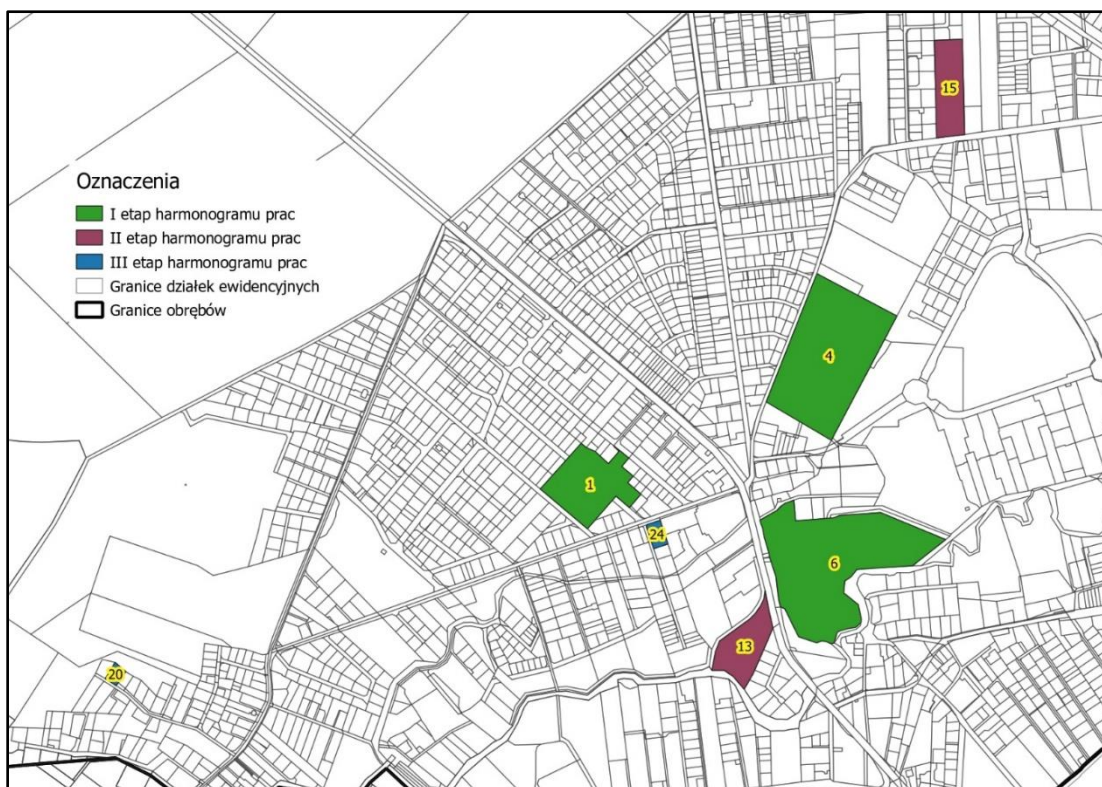 15
Oznaczenia
I etap harmonogramu prac
II etap harmonogramu prac
III etap harmonogramu prac
Granice działek ewidencyjnych
Granice obrębów
4
1
24
6
13
20